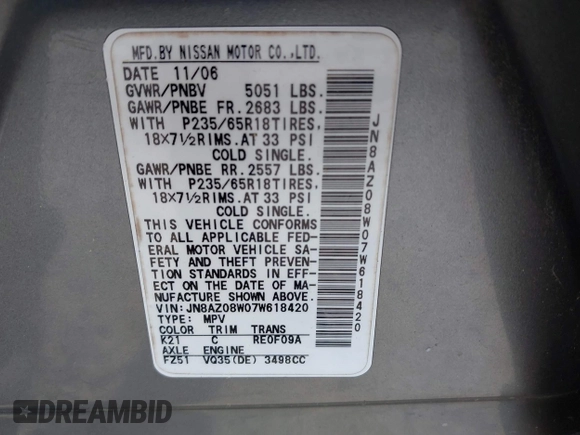 MFD.BY NISSAN MOTOR CO.,LTD.
DATE 11/06
GVWR/PNBV 5051 LBS.
GAWR/PNBE FR. 2683 LBS.
WITH P235/65R18TIRES,
18X7½RIMS.AT 33 PSI
COLD SINGLE.
GAWR/PNBE RR. 2557 LBS.
WITH P235/65R18TIRES,
18X7½RIMS.AT 33 PSI
COLD SINGLE.
THIS VEHICLE CONFORMS
TO ALL APPLICABLE FED-
ERAL MOTOR VEHICLE SA-
FETY AND THEFT PREVEN-
TION STANDARDS IN EFF-
ECT ON THE DATE OF MA-
NUFACTURE SHOWN ABOVE.
VIN:JN8AZ08W07W618420
TYPE: MPV
COLOR TRIM TRANS
K21 C RE0F09A
AXLE ENGINE
FZ51 VQ35(DE) 3498CC
JN8AZ08W07W618420
DREAMBID